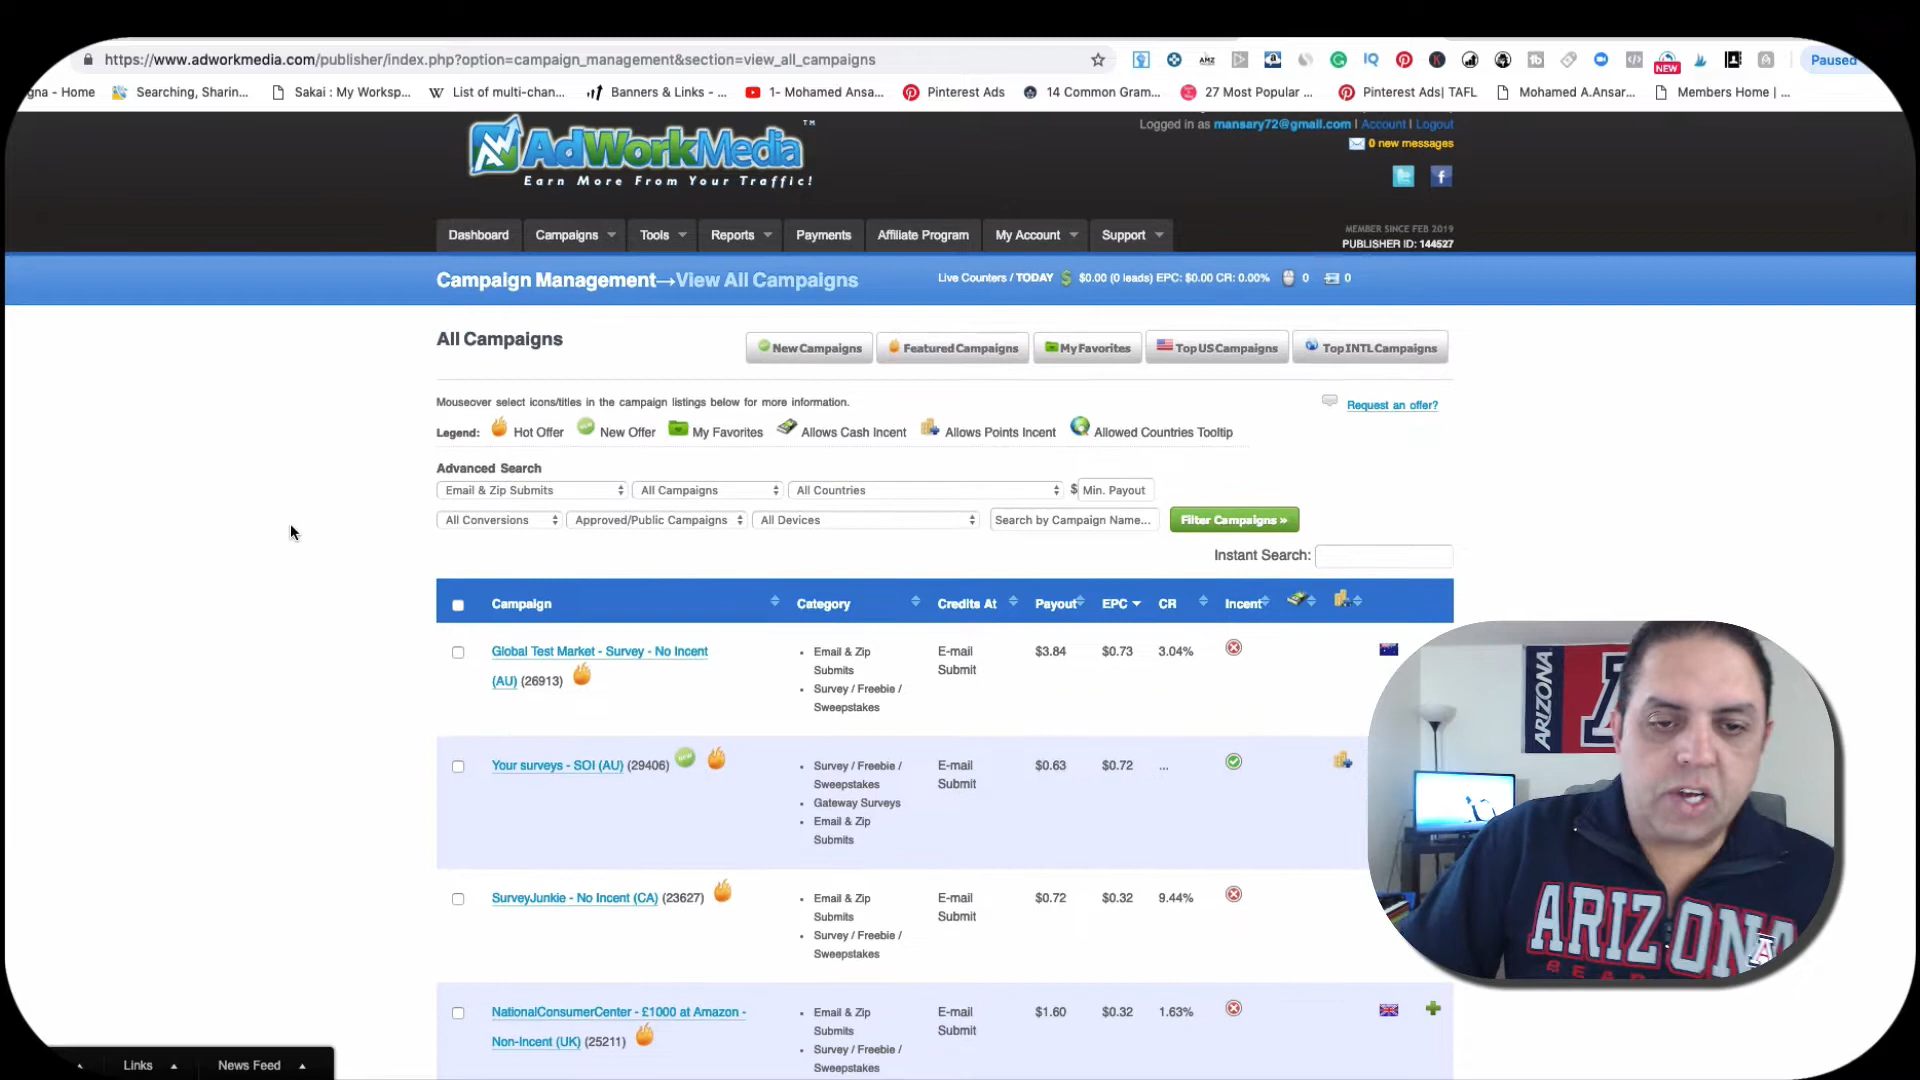 https://www.adworkmedia.com/publisher/index.php?option=campaign_management&section=view_all_campaigns
NEW
Paused
gna - Home
Searching, Sharin...
Sakai : My Worksp...
List of multi-chan...
Banners & Links - ...
1- Mohamed Ansa...
Pinterest Ads
14 Common Gram...
27 Most Popular ...
Pinterest Ads| TAFL
Mohamed A.Ansar...
Members Home | ...
AdWorkMedia™
Earn More From Your Traffic!
Logged in as mansary72@gmail.com | Account | Logout
0 new messages
Dashboard
Campaigns
Tools
Reports
Payments
Affiliate Program
My Account
Support
MEMBER SINCE FEB 2019
PUBLISHER ID: 144527
Campaign Management→View All Campaigns
Live Counters / TODAY $ $0.00 (0 leads) EPC: $0.00 CR: 0.00% 0 0
All Campaigns
New Campaigns
Featured Campaigns
My Favorites
Top US Campaigns
Top INTL Campaigns
Mouseover select icons/titles in the campaign listings below for more information.
Request an offer?
Legend: Hot Offer New Offer My Favorites Allows Cash Incent Allows Points Incent Allowed Countries Tooltip
Advanced Search
Email & Zip Submits
All Campaigns
All Countries
$ Min. Payout
All Conversions
Approved/Public Campaigns
All Devices
Search by Campaign Name...
Filter Campaigns »
Instant Search:
Campaign Category Credits At Payout EPC CR Incent
Global Test Market - Survey - No Incent
(AU) (26913)
Email & Zip
Submits
Survey / Freebie /
Sweepstakes
E-mail
Submit
$3.84 $0.73 3.04%
Your surveys - SOI (AU) (29406)
NEW
Survey / Freebie /
Sweepstakes
Gateway Surveys
Email & Zip
Submits
E-mail
Submit
$0.63 $0.72 ...
SurveyJunkie - No Incent (CA) (23627)
Email & Zip
Submits
Survey / Freebie /
Sweepstakes
E-mail
Submit
$0.72 $0.32 9.44%
NationalConsumerCenter - £1000 at Amazon -
Non-Incent (UK) (25211)
Email & Zip
Submits
Survey / Freebie /
Sweepstakes
E-mail
Submit
$1.60 $0.32 1.63%
Links
News Feed
ARIZONA
A
ARIZONA